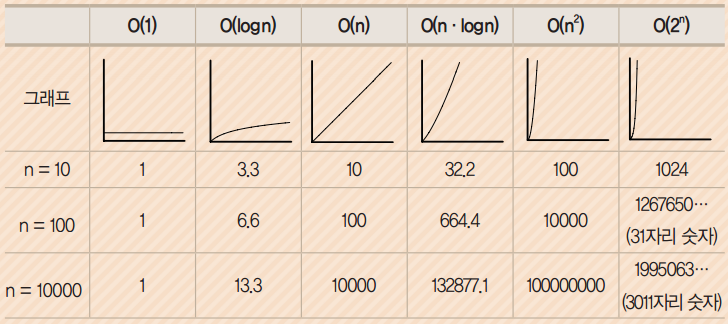 O(1) O(logn) O(n) O(n · logn) O(n²) O(2ⁿ)
그래프
n = 10 1 3.3 10 32.2 100 1024
n = 100 1 6.6 100 664.4 10000 1267650…
(31자리 숫자)
n = 10000 1 13.3 10000 132877.1 100000000 1995063…
(3011자리 숫자)